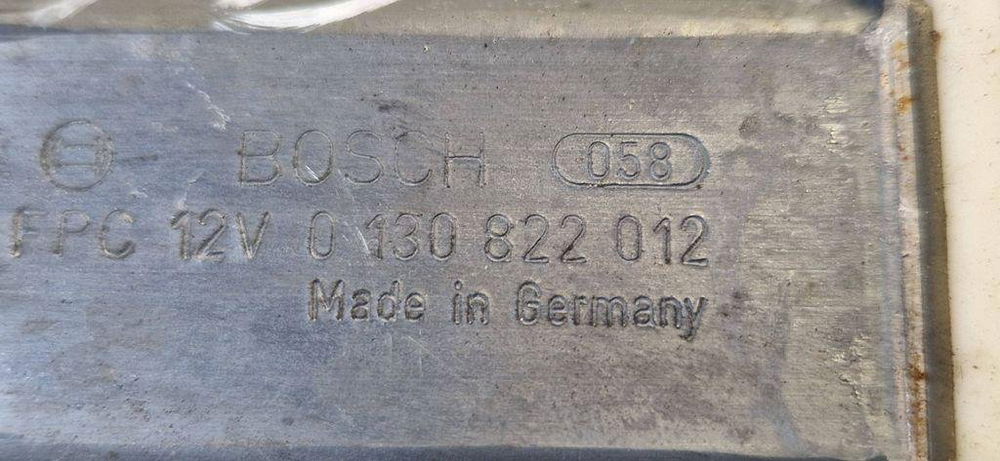 BOSCH 058
FPC 12V 0 130 822 012
Made in Germany